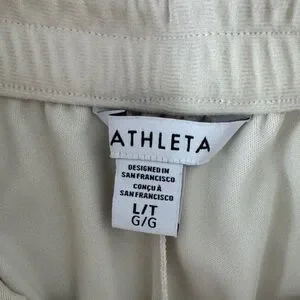 ATHLETA
DESIGNED IN
SAN FRANCISCO
CONÇU À
SAN FRANCISCO
L/T
G/G